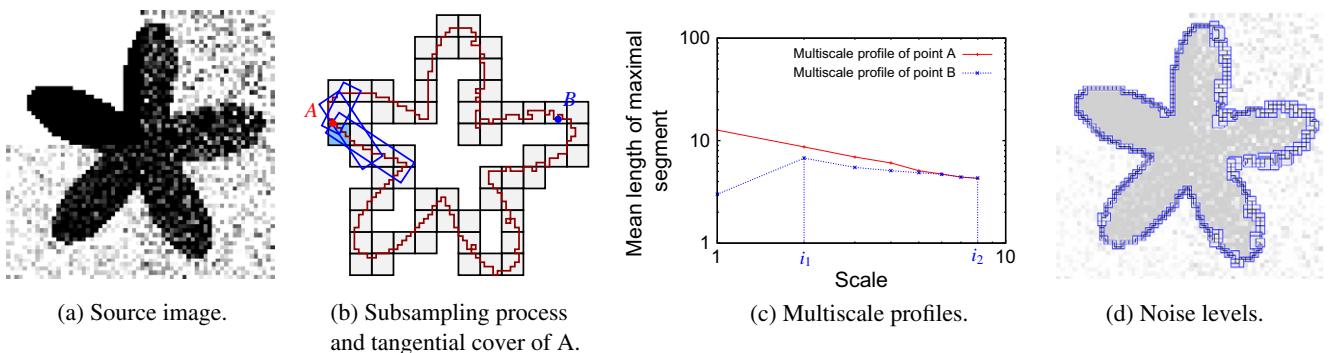 A
B
100
10
1
Mean length of maximal
segment
Multiscale profile of point A
Multiscale profile of point B
1
i1
i2
10
Scale
(a) Source image.
(b) Subsampling process
and tangential cover of A.
(c) Multiscale profiles.
(d) Noise levels.